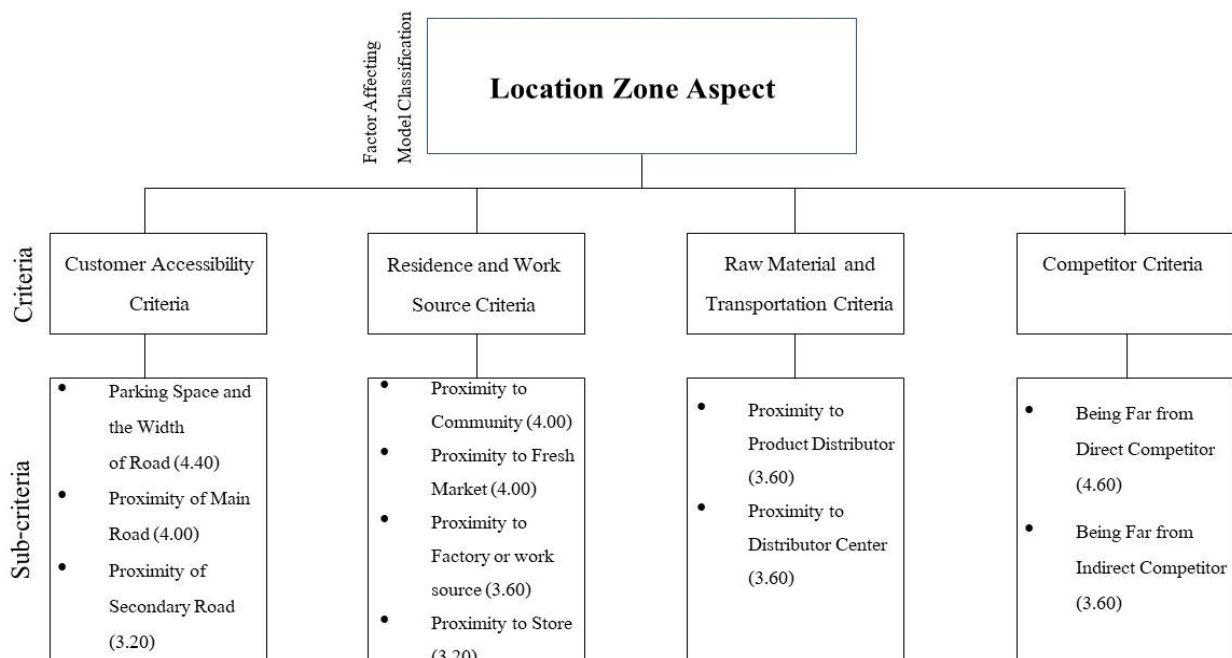 Factor Affecting
Model Classification
Location Zone Aspect
Criteria
Customer Accessibility
Criteria
Residence and Work
Source Criteria
Raw Material and
Transportation Criteria
Competitor Criteria
Sub-criteria
• Parking Space and
the Width
of Road (4.40)
• Proximity of Main
Road (4.00)
• Proximity of
Secondary Road
(3.20)
• Proximity to
Community (4.00)
• Proximity to Fresh
Market (4.00)
• Proximity to
Factory or work
source (3.60)
• Proximity to Store
(3.20)
• Proximity to
Product Distributor
(3.60)
• Proximity to
Distributor Center
(3.60)
• Being Far from
Direct Competitor
(4.60)
• Being Far from
Indirect Competitor
(3.60)